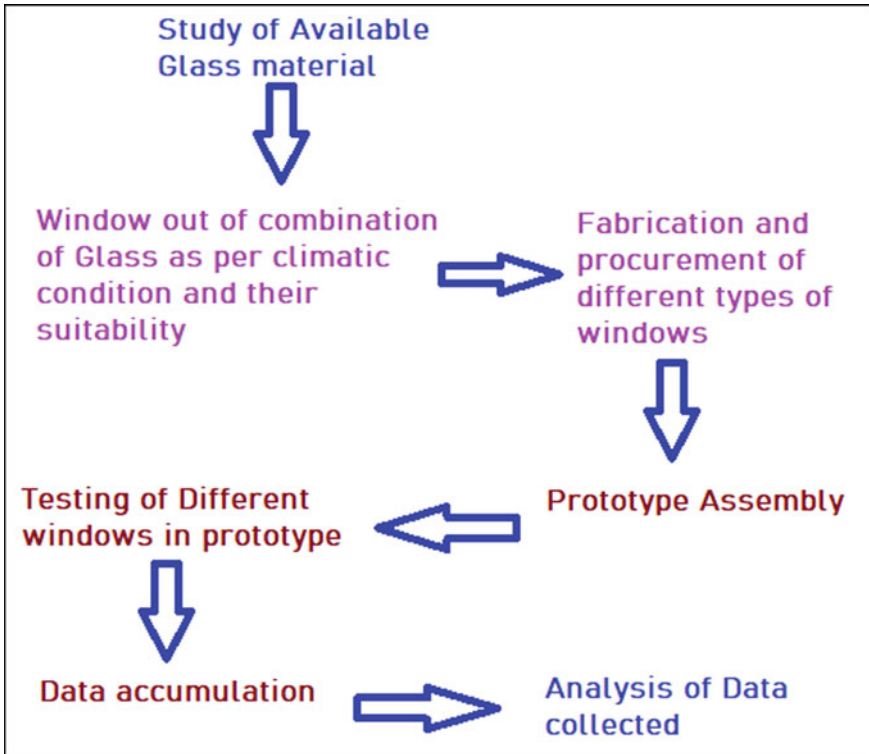 Study of Available
Glass material
Window out of combination
of Glass as per climatic
condition and their
suitability
Fabrication and
procurement of
different types of
windows
Prototype Assembly
Testing of Different
windows in prototype
Data accumulation
Analysis of Data
collected